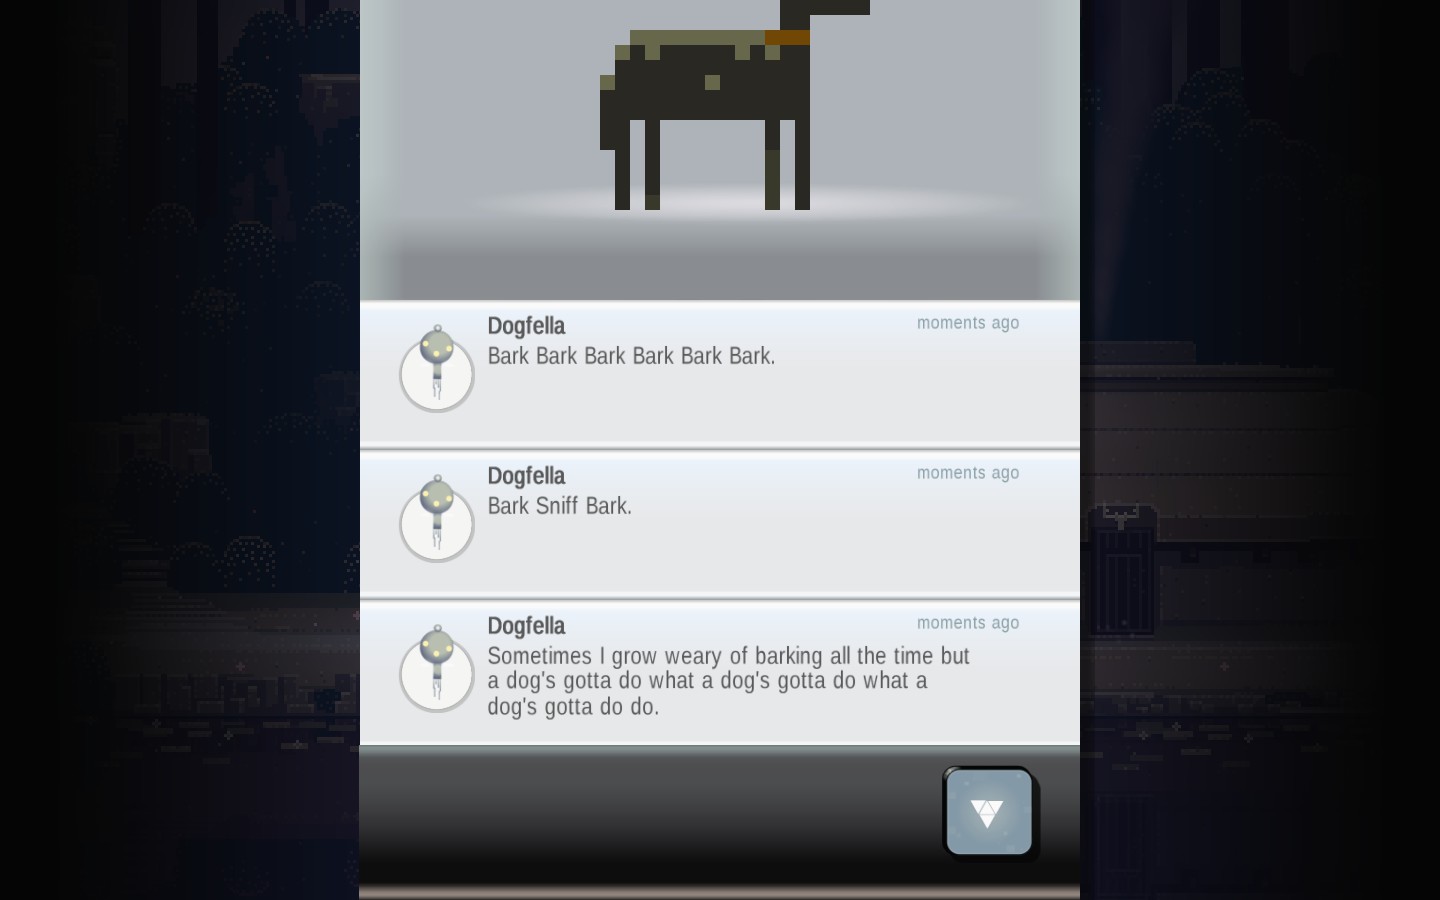 Dogfella
moments ago
Bark Bark Bark Bark Bark Bark.
Dogfella
moments ago
Bark Sniff Bark.
Dogfella
moments ago
Sometimes I grow weary of barking all the time but
a dog's gotta do what a dog's gotta do what a
dog's gotta do do.